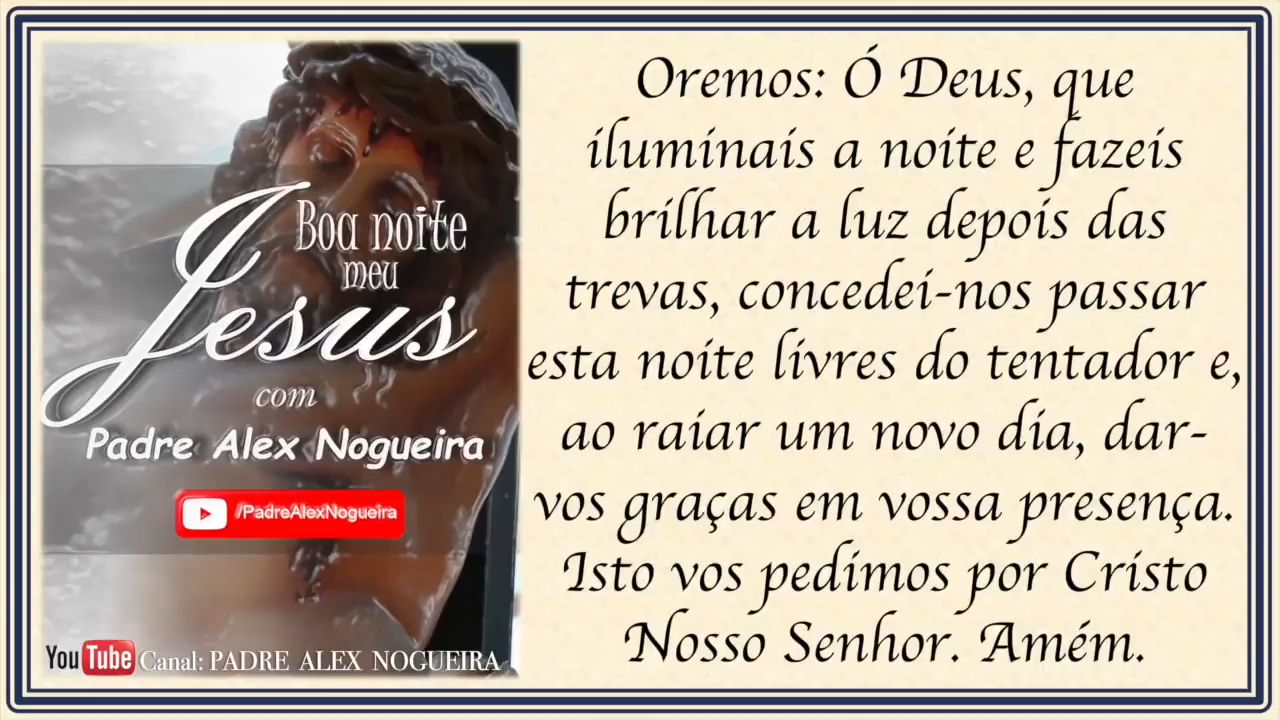 Boa noite
meu
Jesus
com
Padre Alex Nogueira
/PadreAlexNogueira
YouTube Canal: PADRE ALEX NOGUEIRA
Oremos: Ó Deus, que
iluminais a noite e fazeis
brilhar a luz depois das
trevas, concedei-nos passar
esta noite livres do tentador e,
ao raiar um novo dia, dar-
vos graças em vossa presença.
Isto vos pedimos por Cristo
Nosso Senhor. Amém.